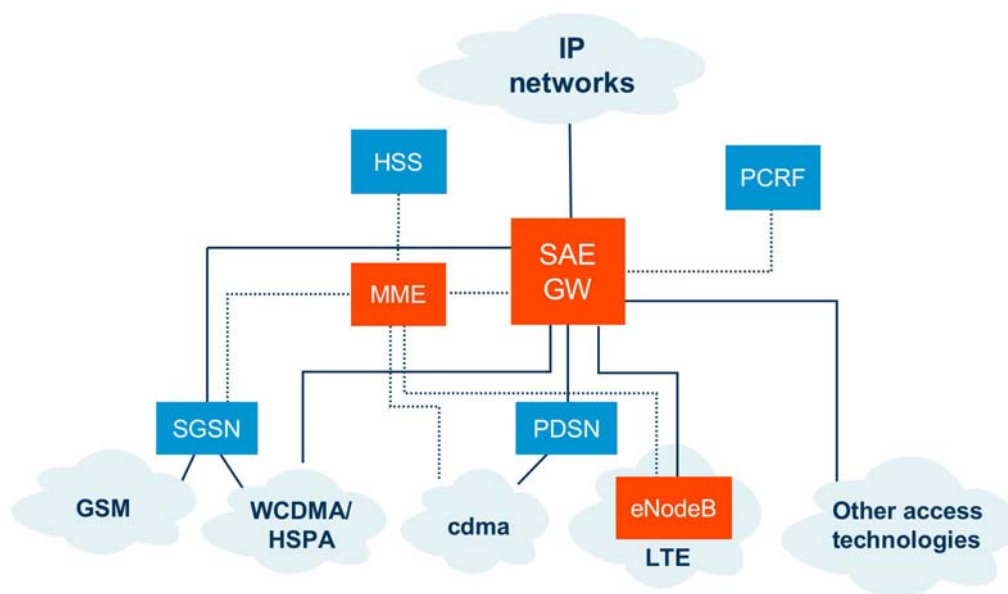 IP
networks
HSS
PCRF
SAE
GW
MME
SGSN
PDSN
GSM
WCDMA/
HSPA
cdma
eNodeB
LTE
Other access
technologies